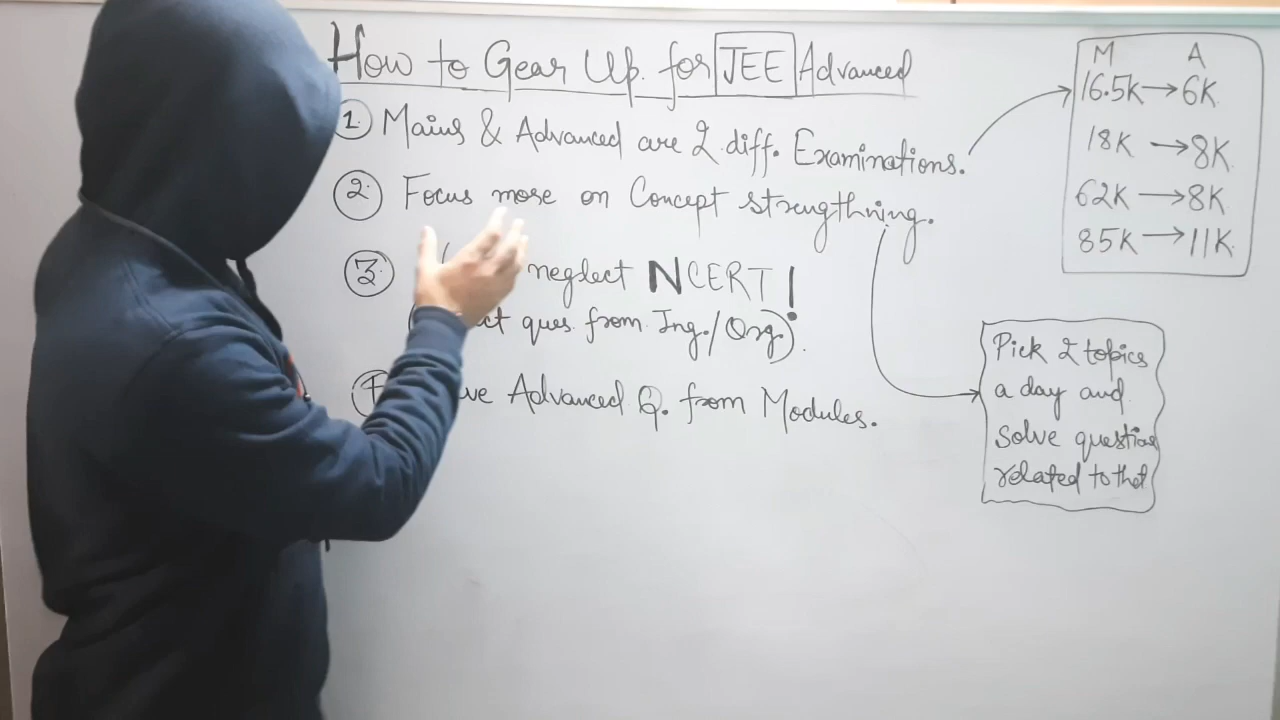 How to Gear Up for JEE Advanced
1. Mains & Advanced are 2 diff. Examinations.
2. Focus more on Concept strengthning.
3. neglect NCERT!
ques. from Ing./Org).
Advanced Q. from Modules.
M A
16.5K→6K
18K →8K
62K→8K
85K→11K
Pick 2 topics
a day and
solve question
related to that